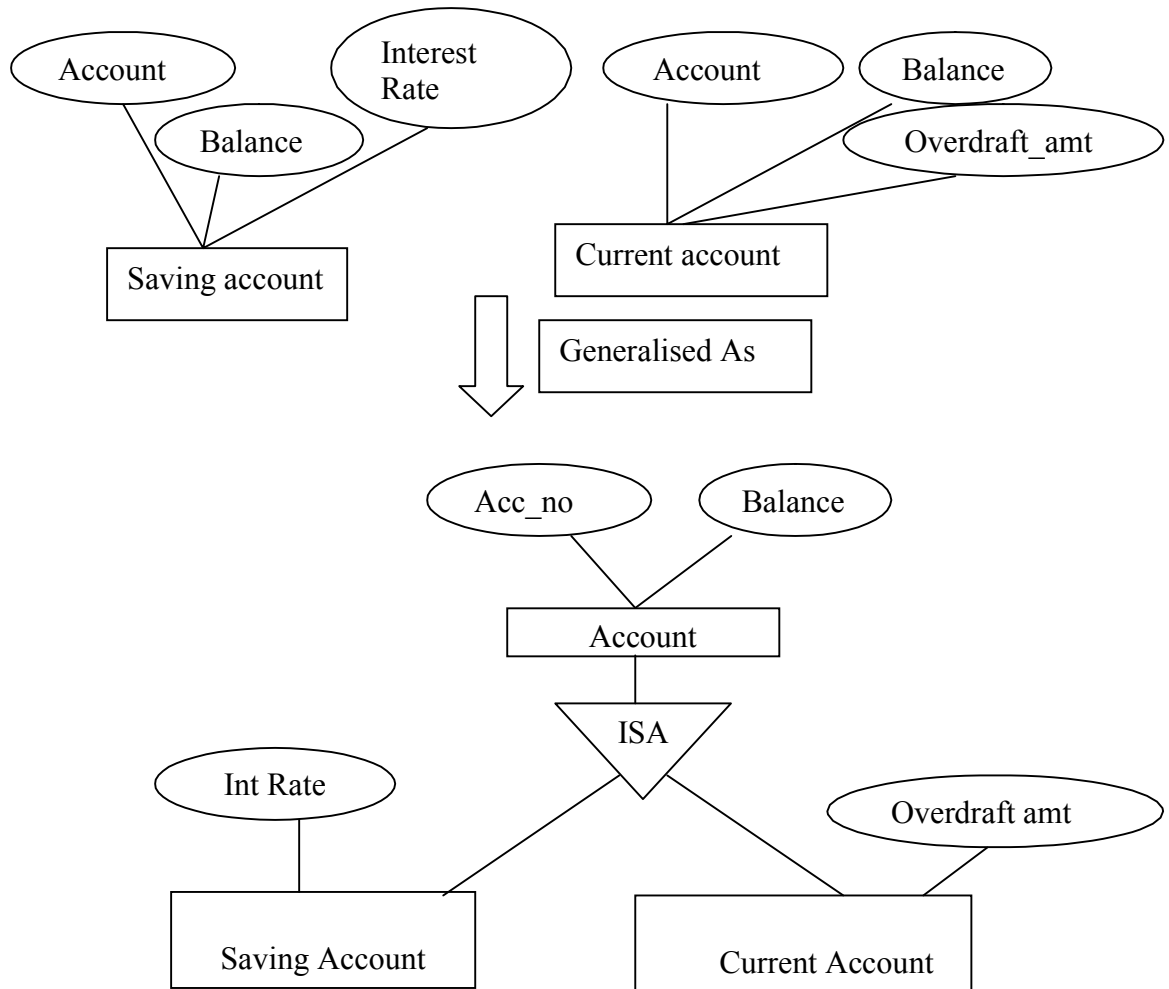 Account
Interest
Rate
Balance
Account
Balance
Overdraft_amt
Saving account
Current account
Generalised As
Acc_no
Balance
Account
ISA
Int Rate
Overdraft amt
Saving Account
Current Account